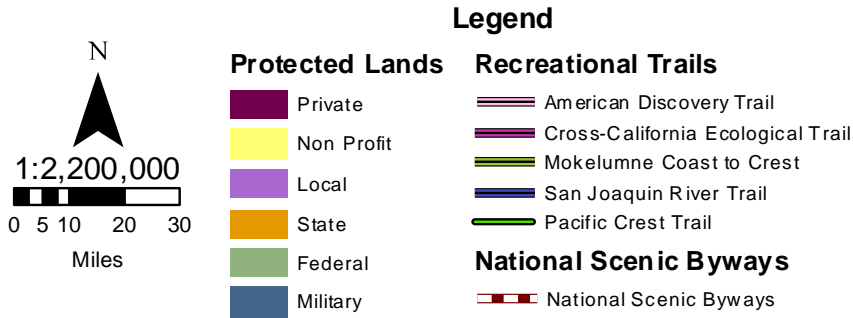 Legend
N
1:2,200,000
0 5 10 20 30
Miles
Protected Lands
Private
Non Profit
Local
State
Federal
Military
Recreational Trails
American Discovery Trail
Cross-California Ecological Trail
Mokelumne Coast to Crest
San Joaquin River Trail
Pacific Crest Trail
National Scenic Byways
National Scenic Byways